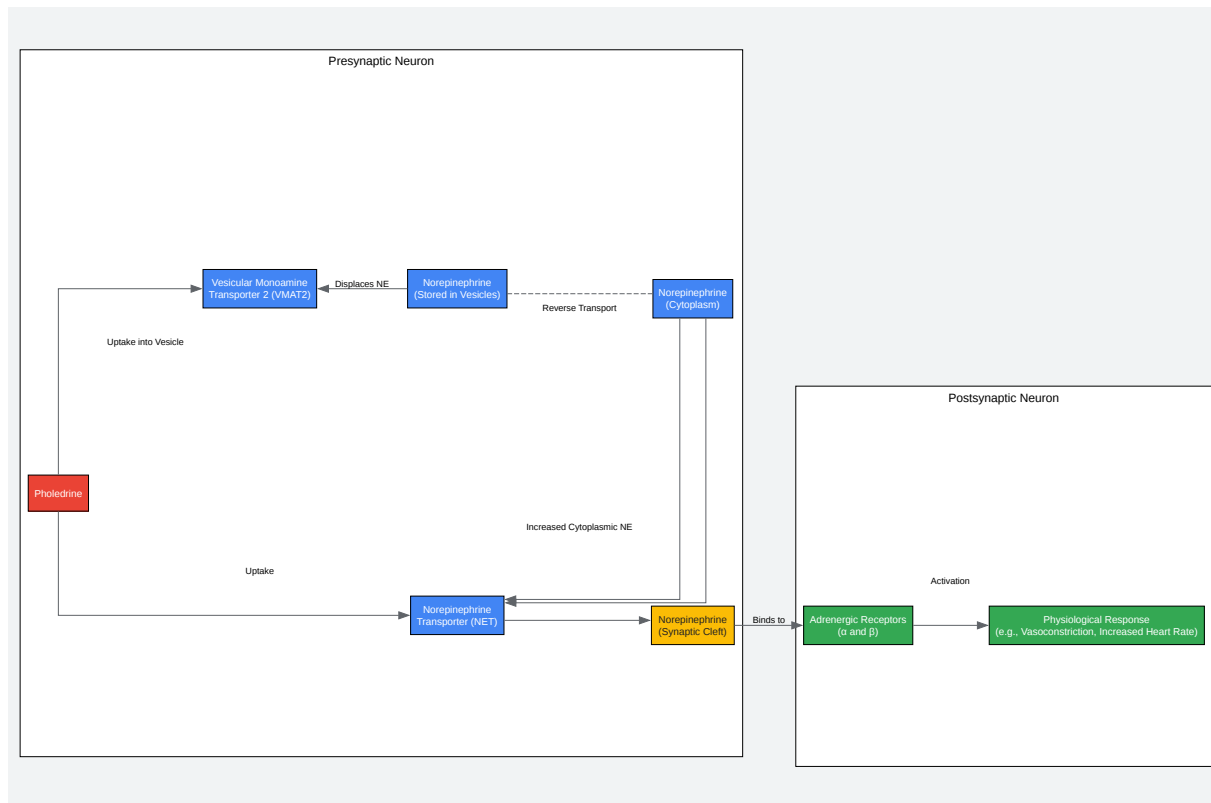 Presynaptic Neuron
Vesicular Monoamine
Transporter 2 (VMAT2)
Displaces NE
Norepinephrine
(Stored in Vesicles)
Reverse Transport
Norepinephrine
(Cytoplasm)
Uptake into Vesicle
Postsynaptic Neuron
Pholedrine
Increased Cytoplasmic NE
Uptake
Activation
Norepinephrine
Transporter (NET)
Norepinephrine
(Synaptic Cleft)
Binds to
Adrenergic Receptors
(α and β)
Physiological Response
(e.g., Vasoconstriction, Increased Heart Rate)